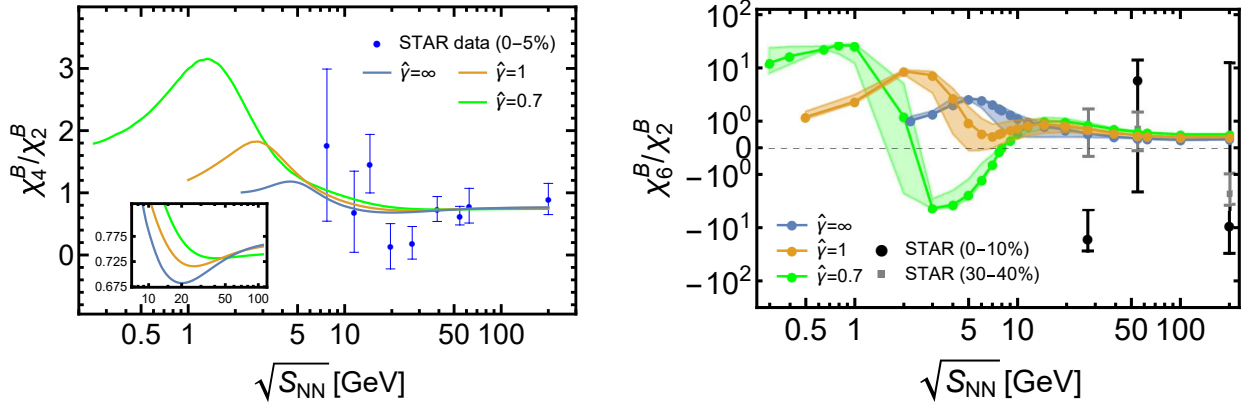 χ₄ᴮ/χ₂ᴮ
3
2
1
0
STAR data (0–5%)
γ̂=∞
γ̂=1
γ̂=0.7
0.775
0.725
0.675
10 20 50 100
0.5 1 5 10 50 100
√S_NN [GeV]
χ₆ᴮ/χ₂ᴮ
10²
10¹
10⁰
0
−10⁰
−10¹
−10²
γ̂=∞
γ̂=1
γ̂=0.7
STAR (0–10%)
STAR (30–40%)
0.5 1 5 10 50 100
√S_NN [GeV]